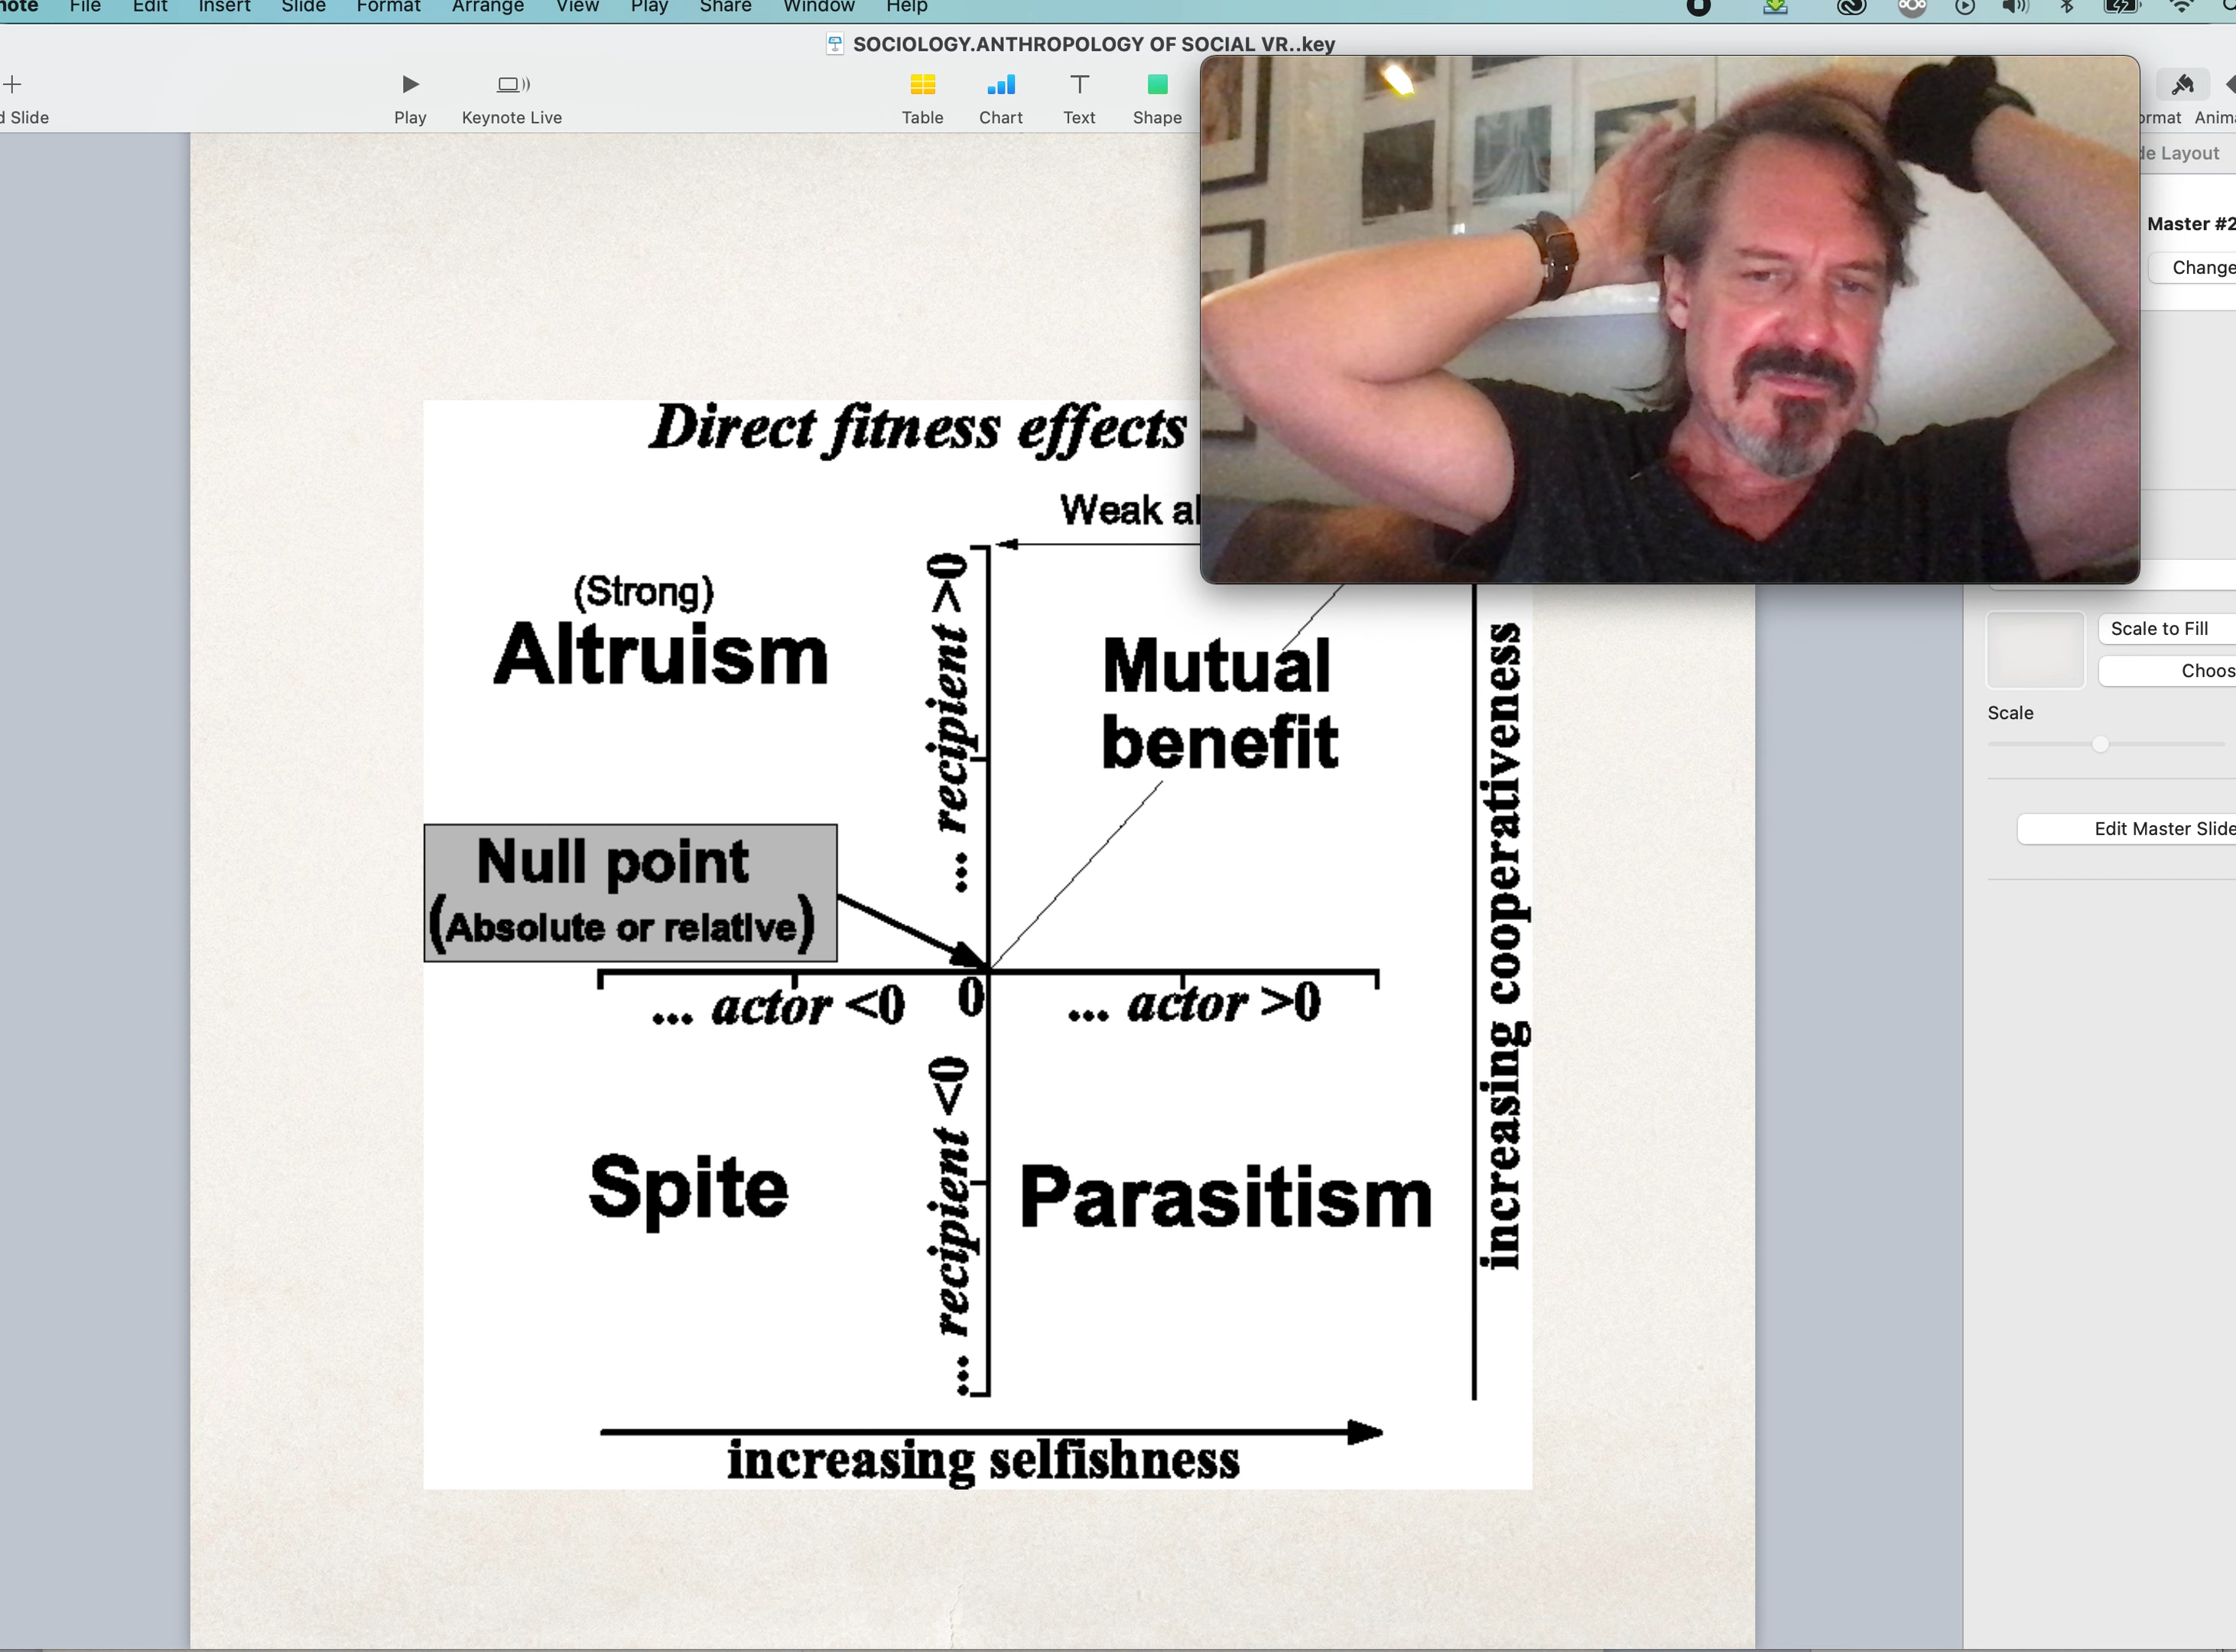 File Edit Insert Slide Format Arrange View Play Share Window Help
SOCIOLOGY.ANTHROPOLOGY OF SOCIAL VR..key
Slide
Play
Keynote Live
Table
Chart
Text
Shape
Layout
Master #2
Change
Scale to Fill
Scale
Edit Master Slide
Direct fitness effects
Weak
(Strong)
Altruism
... recipient >0
Mutual
benefit
Null point
(Absolute or relative)
... actor <0
0
... actor >0
... recipient <0
Spite
Parasitism
increasing cooperativeness
increasing selfishness